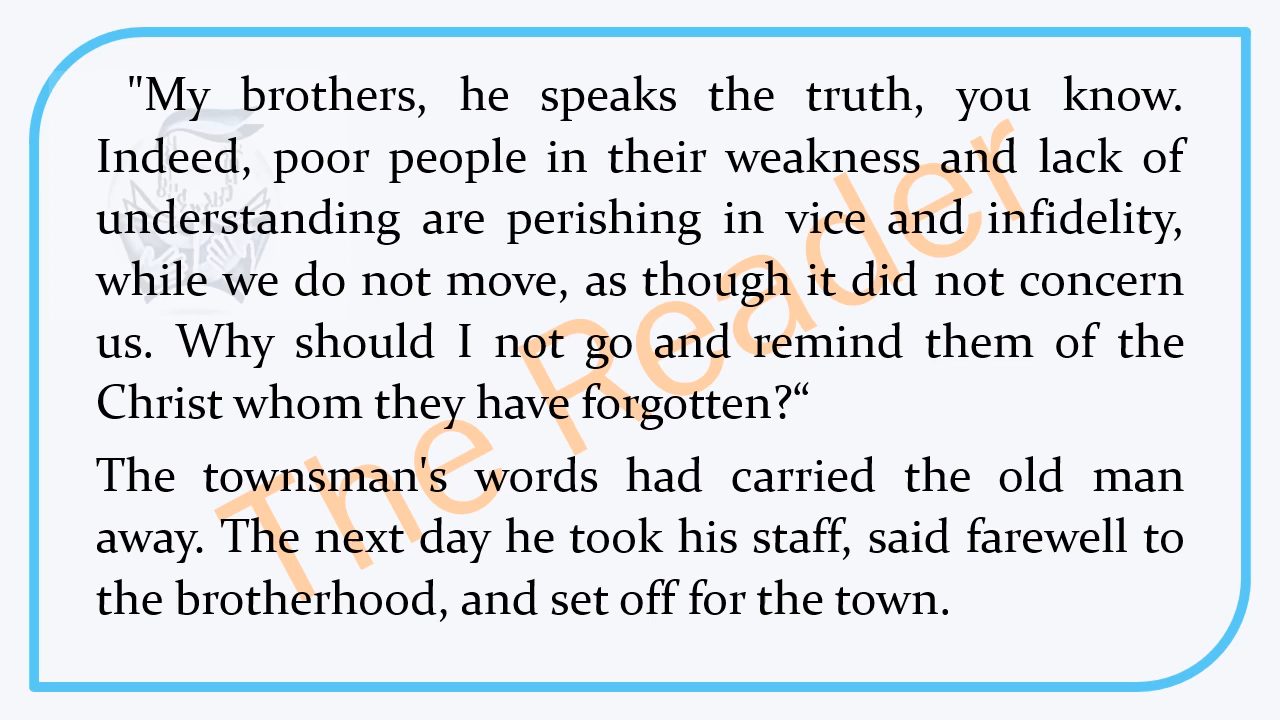 "My brothers, he speaks the truth, you know.
Indeed, poor people in their weakness and lack of
understanding are perishing in vice and infidelity,
while we do not move, as though it did not concern
us. Why should I not go and remind them of the
Christ whom they have forgotten?“
The townsman's words had carried the old man
away. The next day he took his staff, said farewell to
the brotherhood, and set off for the town.
The Reader